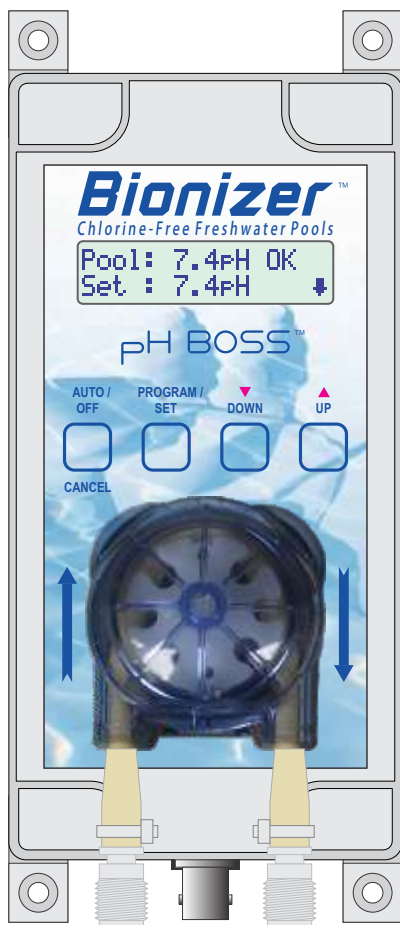 Bionizer™
Chlorine-Free Freshwater Pools
Pool: 7.4pH OK
Set : 7.4pH
pH BOSS™
AUTO / OFF
PROGRAM / SET
DOWN
UP
CANCEL